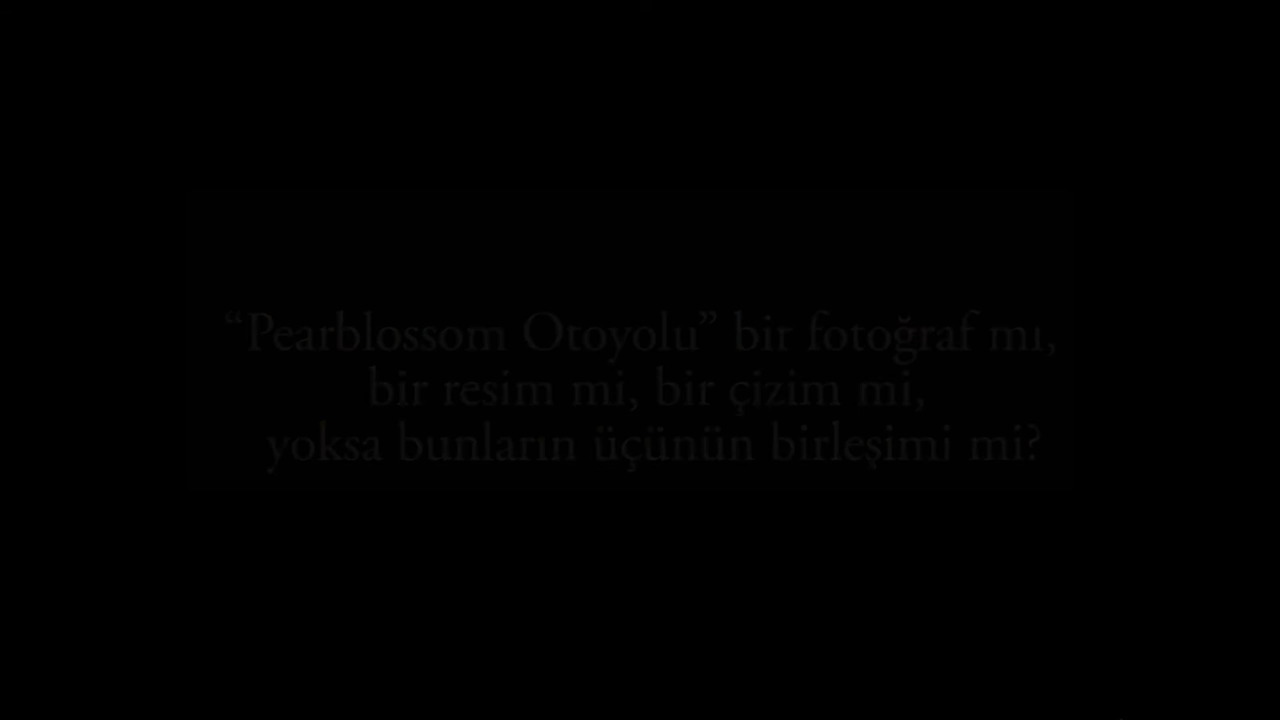 “Pearblossom Otoyolu” bir fotoğraf mı,
bir resim mi, bir çizim mi,
yoksa bunların üçünün birleşimi mi?